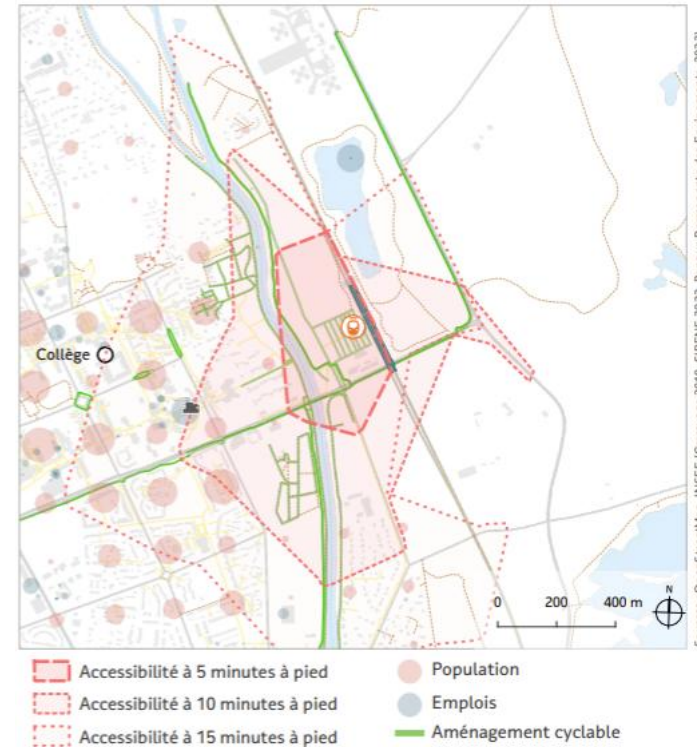 Collège
N
0 200 400 m
Accessibilité à 5 minutes à pied
Accessibilité à 10 minutes à pied
Accessibilité à 15 minutes à pied
Population
Emplois
Aménagement cyclable